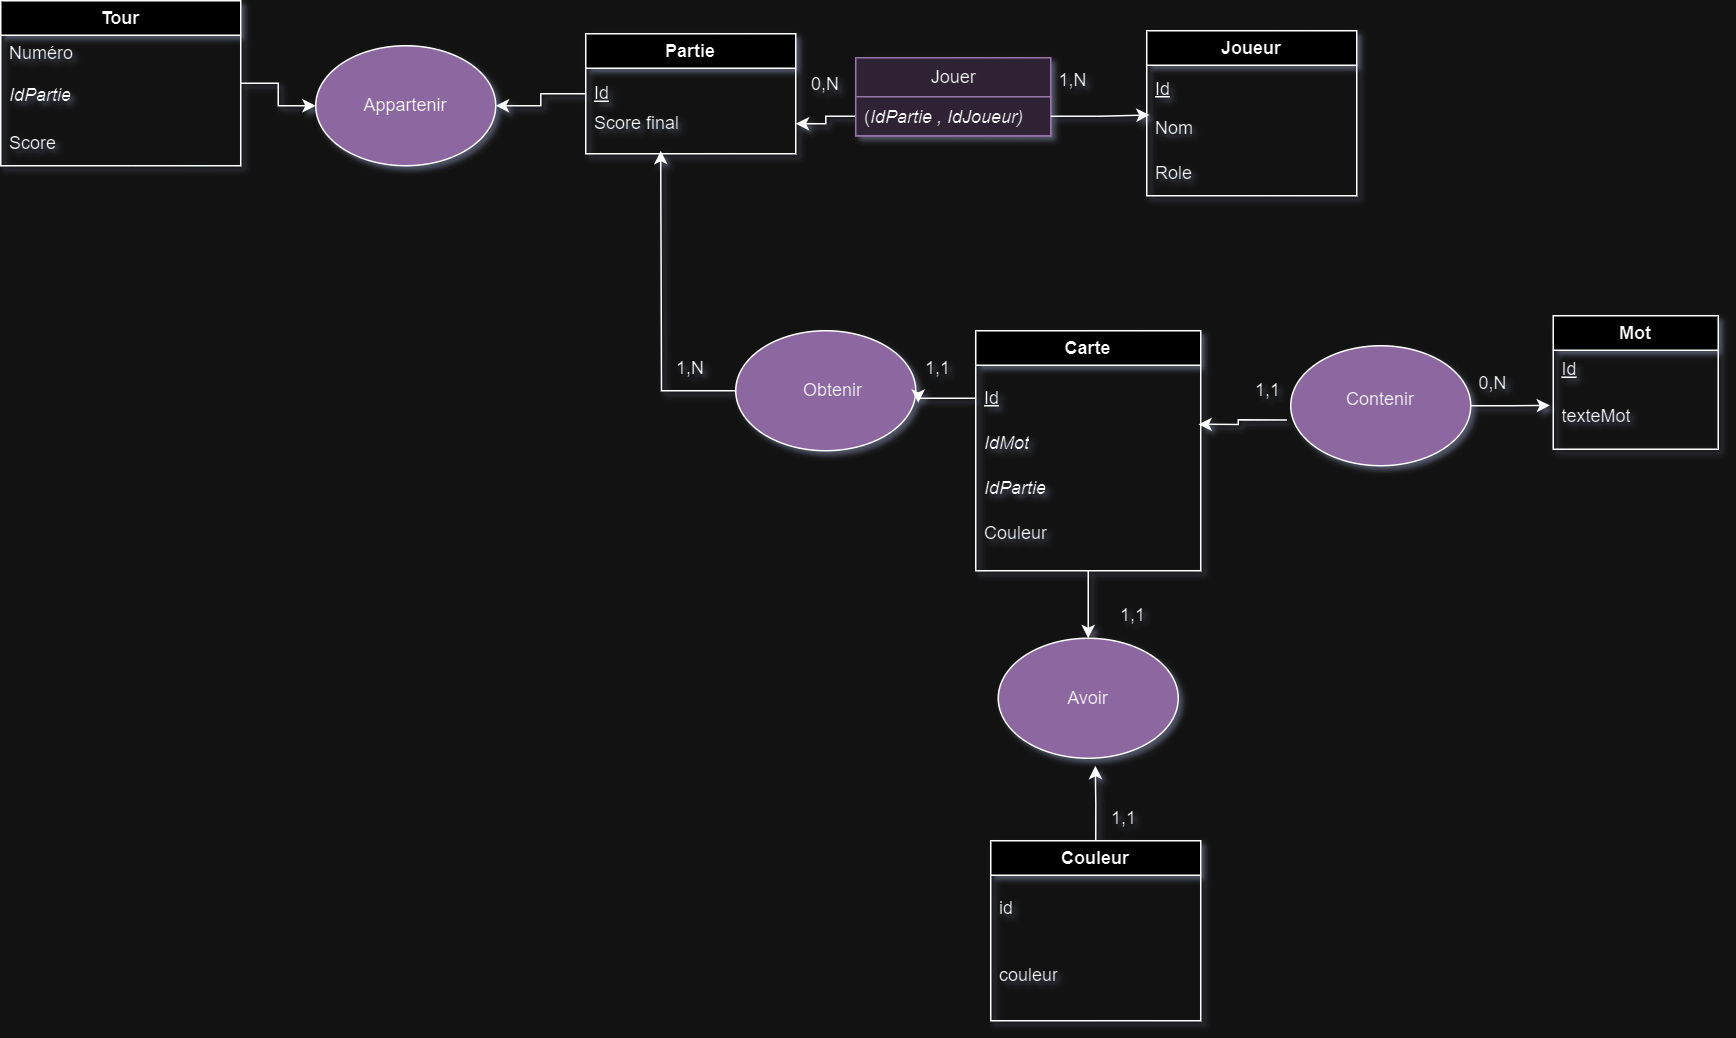 Tour
Numéro
IdPartie
Score
Appartenir
Partie
Id
Score final
0,N
Jouer
(IdPartie , IdJoueur)
1,N
Joueur
Id
Nom
Role
1,N
Obtenir
1,1
Carte
Id
IdMot
IdPartie
Couleur
1,1
Contenir
0,N
Mot
Id
texteMot
1,1
Avoir
1,1
Couleur
id
couleur